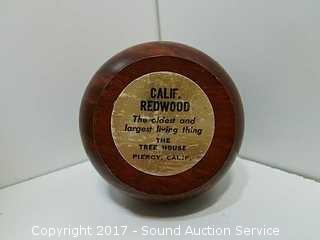 CALIF.
REDWOOD
The oldest and
largest living thing
THE
TREE HOUSE
PIERCY, CALIF.
Copyright 2017 - Sound Auction Service